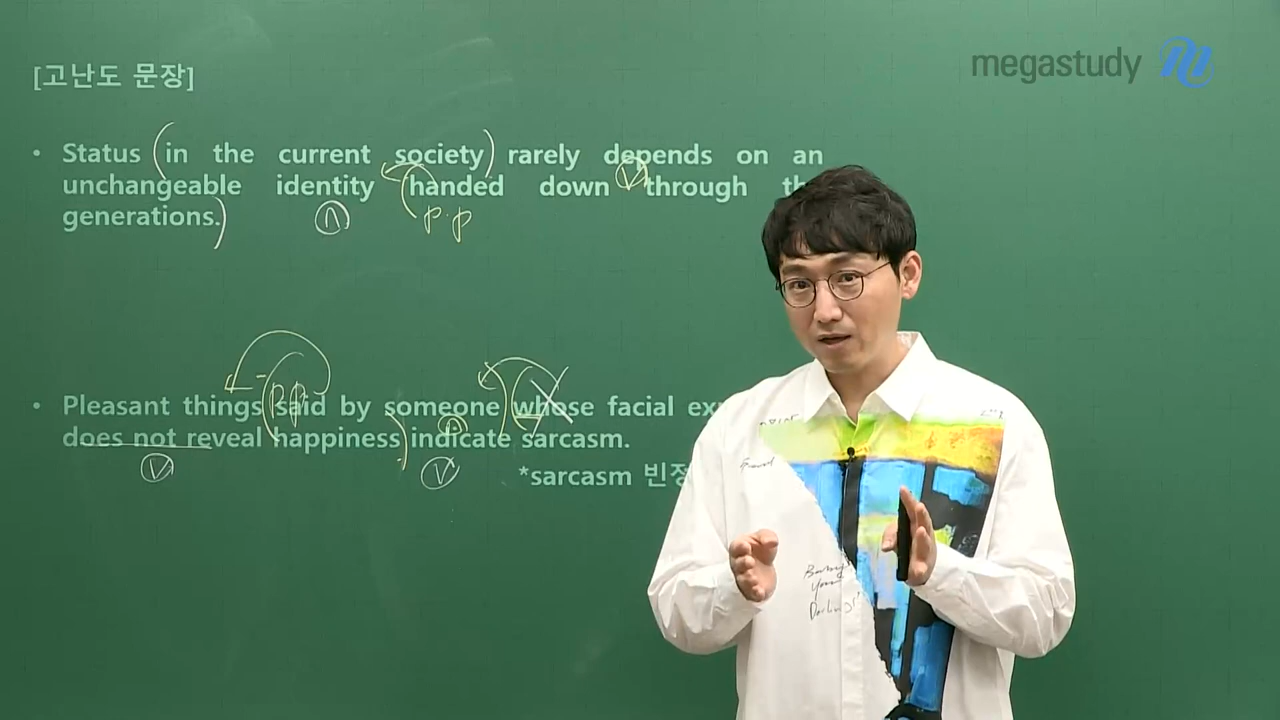 [고난도 문장]
megastudy
• Status (in the current society) rarely depends on an
unchangeable identity (handed down through
generations.)
n
p.p
V
p.p
• Pleasant things said by someone whose facial
does not reveal happiness) indicate sarcasm.
n
V
V
*sarcasm